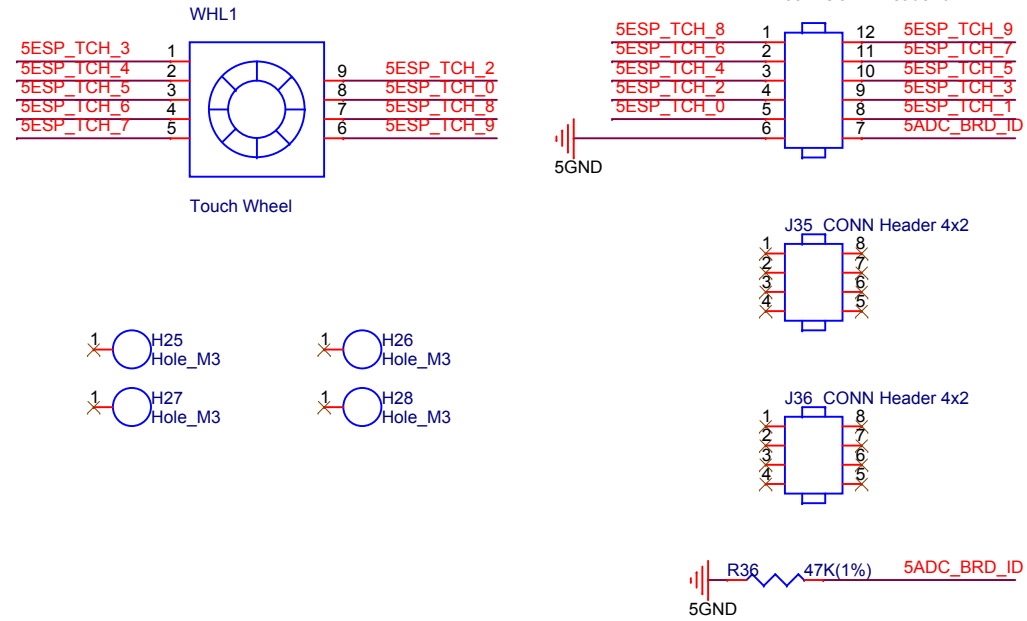 WHL1
5ESP_TCH_3 1
5ESP_TCH_4 2
5ESP_TCH_5 3
5ESP_TCH_6 4
5ESP_TCH_7 5
9 5ESP_TCH_2
8 5ESP_TCH_0
7 5ESP_TCH_8
6 5ESP_TCH_9
Touch Wheel
5ESP_TCH_8 1 12 5ESP_TCH_9
5ESP_TCH_6 2 11 5ESP_TCH_7
5ESP_TCH_4 3 10 5ESP_TCH_5
5ESP_TCH_2 4 9 5ESP_TCH_3
5ESP_TCH_0 5 8 5ESP_TCH_1
6 7 5ADC_BRD_ID
5GND
J35 CONN Header 4x2
1 8
2 7
3 6
4 5
1 H25
Hole_M3
1 H26
Hole_M3
1 H27
Hole_M3
1 H28
Hole_M3
J36 CONN Header 4x2
1 8
2 7
3 6
4 5
R36 47K(1%) 5ADC_BRD_ID
5GND